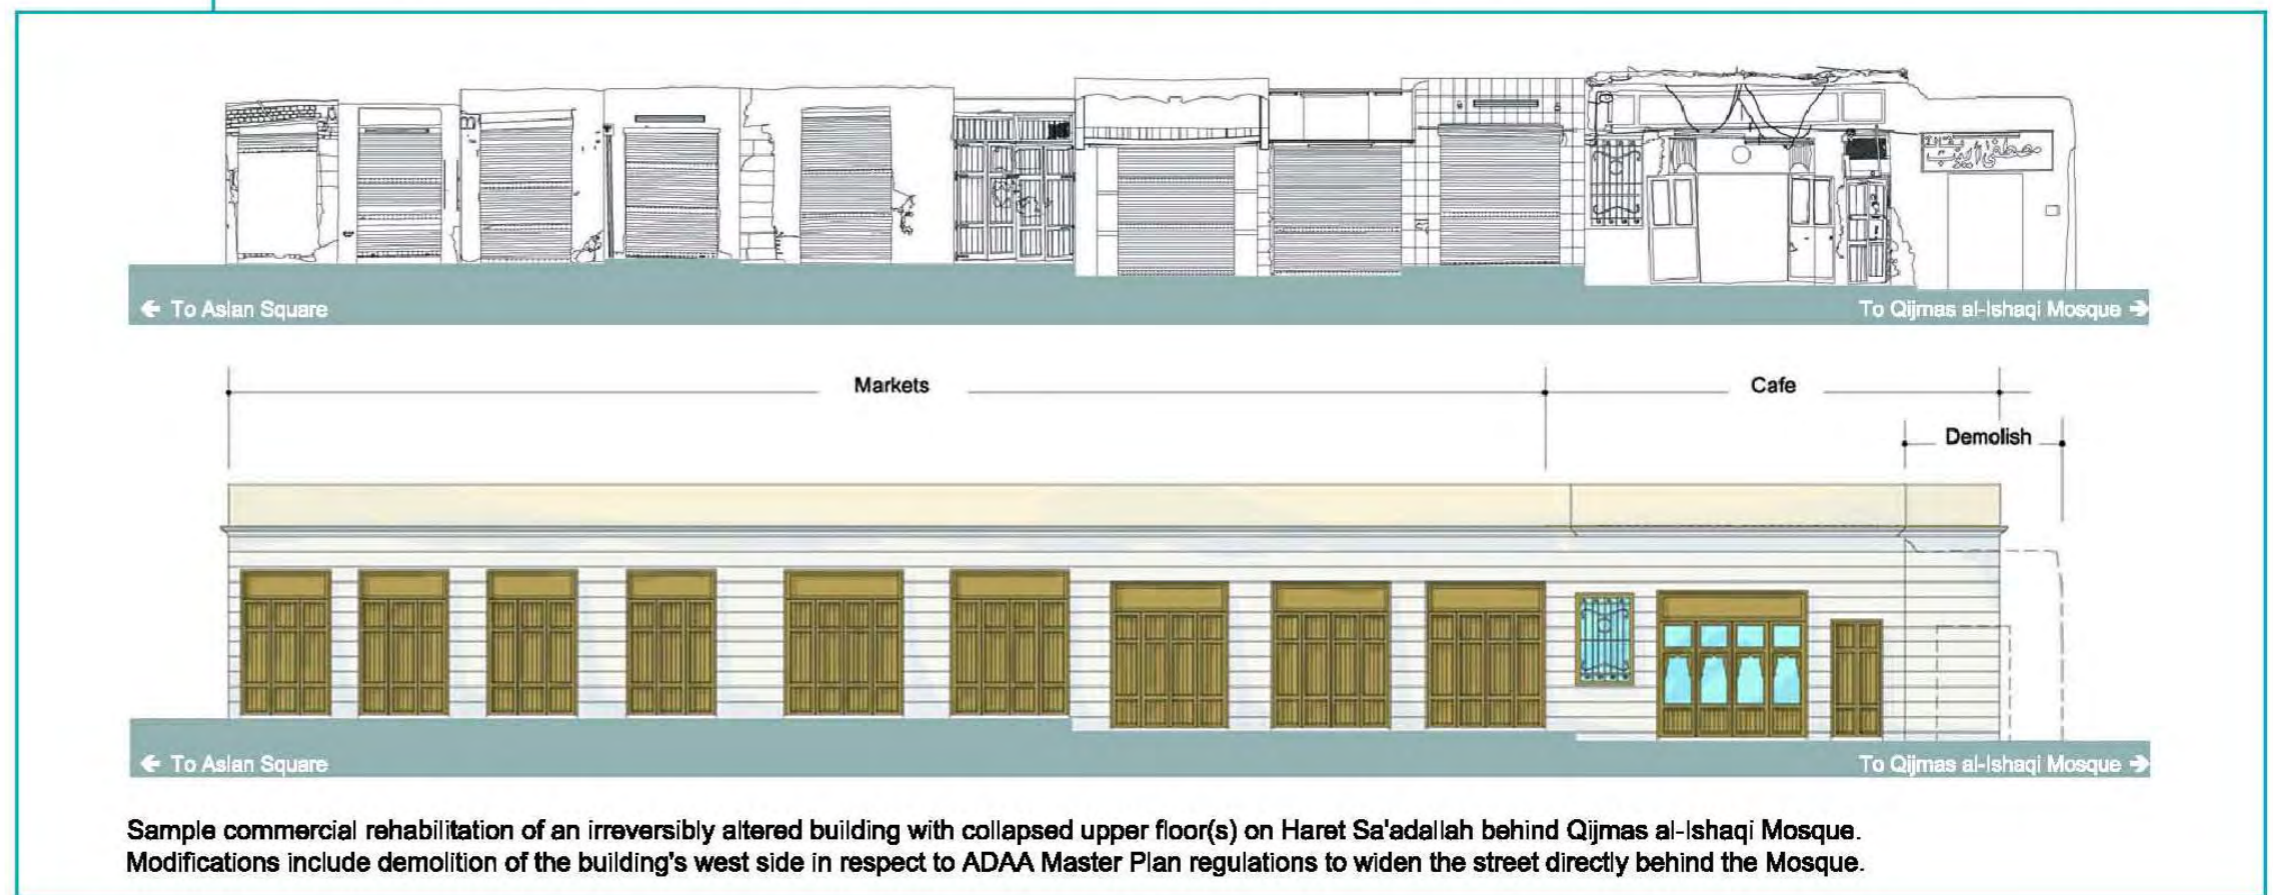 مصطفى
← To Aslan Square
To Qijmas al-Ishaqi Mosque →
Markets
Cafe
Demolish
← To Aslan Square
To Qijmas al-Ishaqi Mosque →
Sample commercial rehabilitation of an irreversibly altered building with collapsed upper floor(s) on Haret Sa'adallah behind Qijmas al-Ishaqi Mosque.
Modifications include demolition of the building's west side in respect to ADAA Master Plan regulations to widen the street directly behind the Mosque.